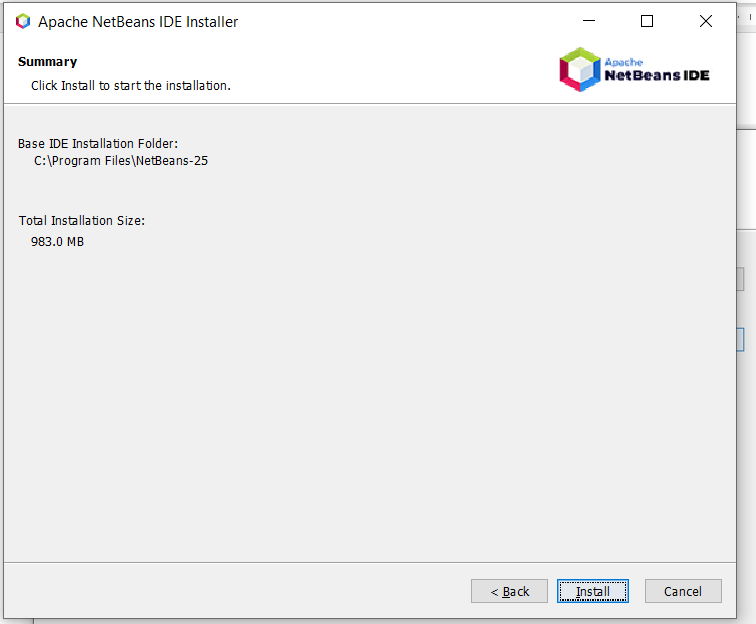 Apache NetBeans IDE Installer
Summary
Click Install to start the installation.
Apache
NetBeans IDE
Base IDE Installation Folder:
C:\Program Files\NetBeans-25
Total Installation Size:
983.0 MB
< Back
Install
Cancel